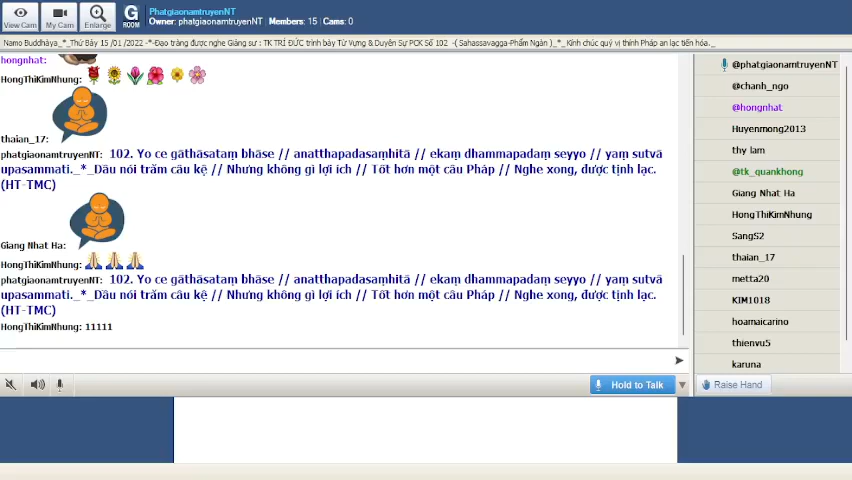 PhatgiaonamtruyenNT
Owner: phatgiaonamtruyenNT | Members: 15 | Cams: 0
View Cam
My Cam
Enlarge
G
ROOM
Namo Buddhāya_*_Thứ Bảy 15 /01 /2022 -*-Đạo tràng được nghe Giảng sư : TK TRÍ ĐỨC trình bày Từ Vựng & Duyên Sự PCK Số 102 -( Sahassavagga-Phẩm Ngàn )_*_ Kính chúc quý vị thính Pháp an lạc tiến hóa._
hongnhat:
HongThiKimNhung:
thaian_17:
phatgiaonamtruyenNT: 102. Yo ce gāthāsataṃ bhāse // anatthapadasaṃhitā // ekaṃ dhammapadaṃ seyyo // yaṃ sutvā
upasammati._*_Dầu nói trăm câu kệ // Nhưng không gì lợi ích // Tốt hơn một câu Pháp // Nghe xong, được tịnh lạc.
(HT-TMC)
Giang Nhat Ha:
HongThiKimNhung:
phatgiaonamtruyenNT: 102. Yo ce gāthāsataṃ bhāse // anatthapadasaṃhitā // ekaṃ dhammapadaṃ seyyo // yaṃ sutvā
upasammati._*_Dầu nói trăm câu kệ // Nhưng không gì lợi ích // Tốt hơn một câu Pháp // Nghe xong, được tịnh lạc.
(HT-TMC)
HongThiKimNhung: 11111
Hold to Talk
@phatgiaonamtruyenNT
@chanh_ngo
@hongnhat
Huyenmong2013
thy lam
@tk_quankhong
Giang Nhat Ha
HongThiKimNhung
SangS2
thaian_17
metta20
KIM1018
hoamaicarino
thienvu5
karuna
Raise Hand